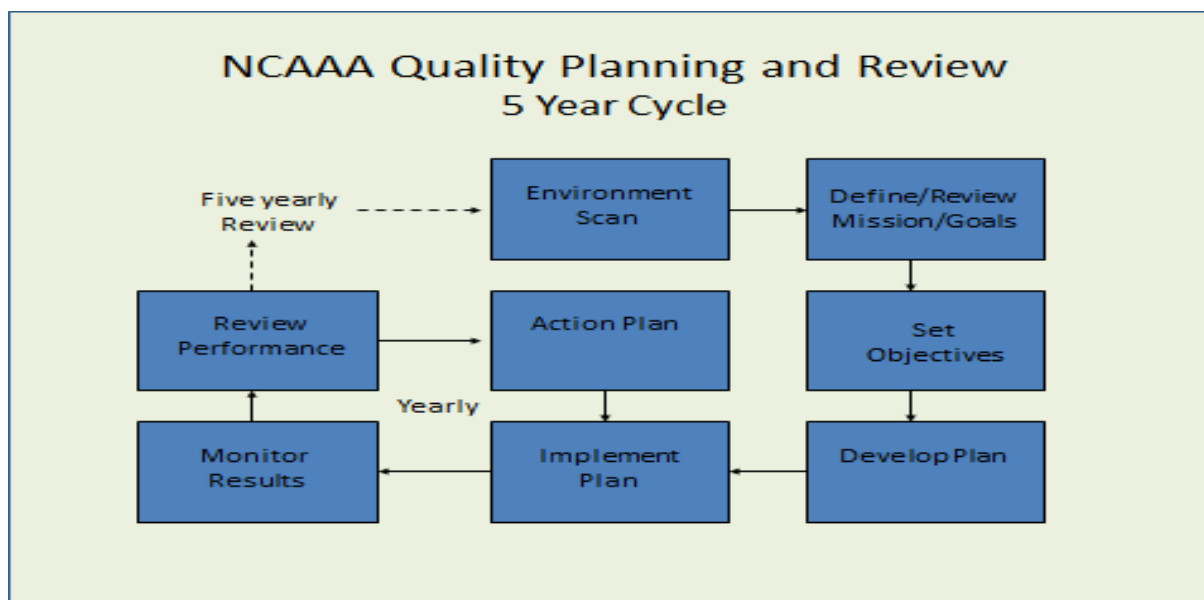 NCAAA Quality Planning and Review
5 Year Cycle
Five yearly
Review
Environment
Scan
Define/Review
Mission/Goals
Review
Performance
Action Plan
Set
Objectives
Yearly
Monitor
Results
Implement
Plan
Develop Plan